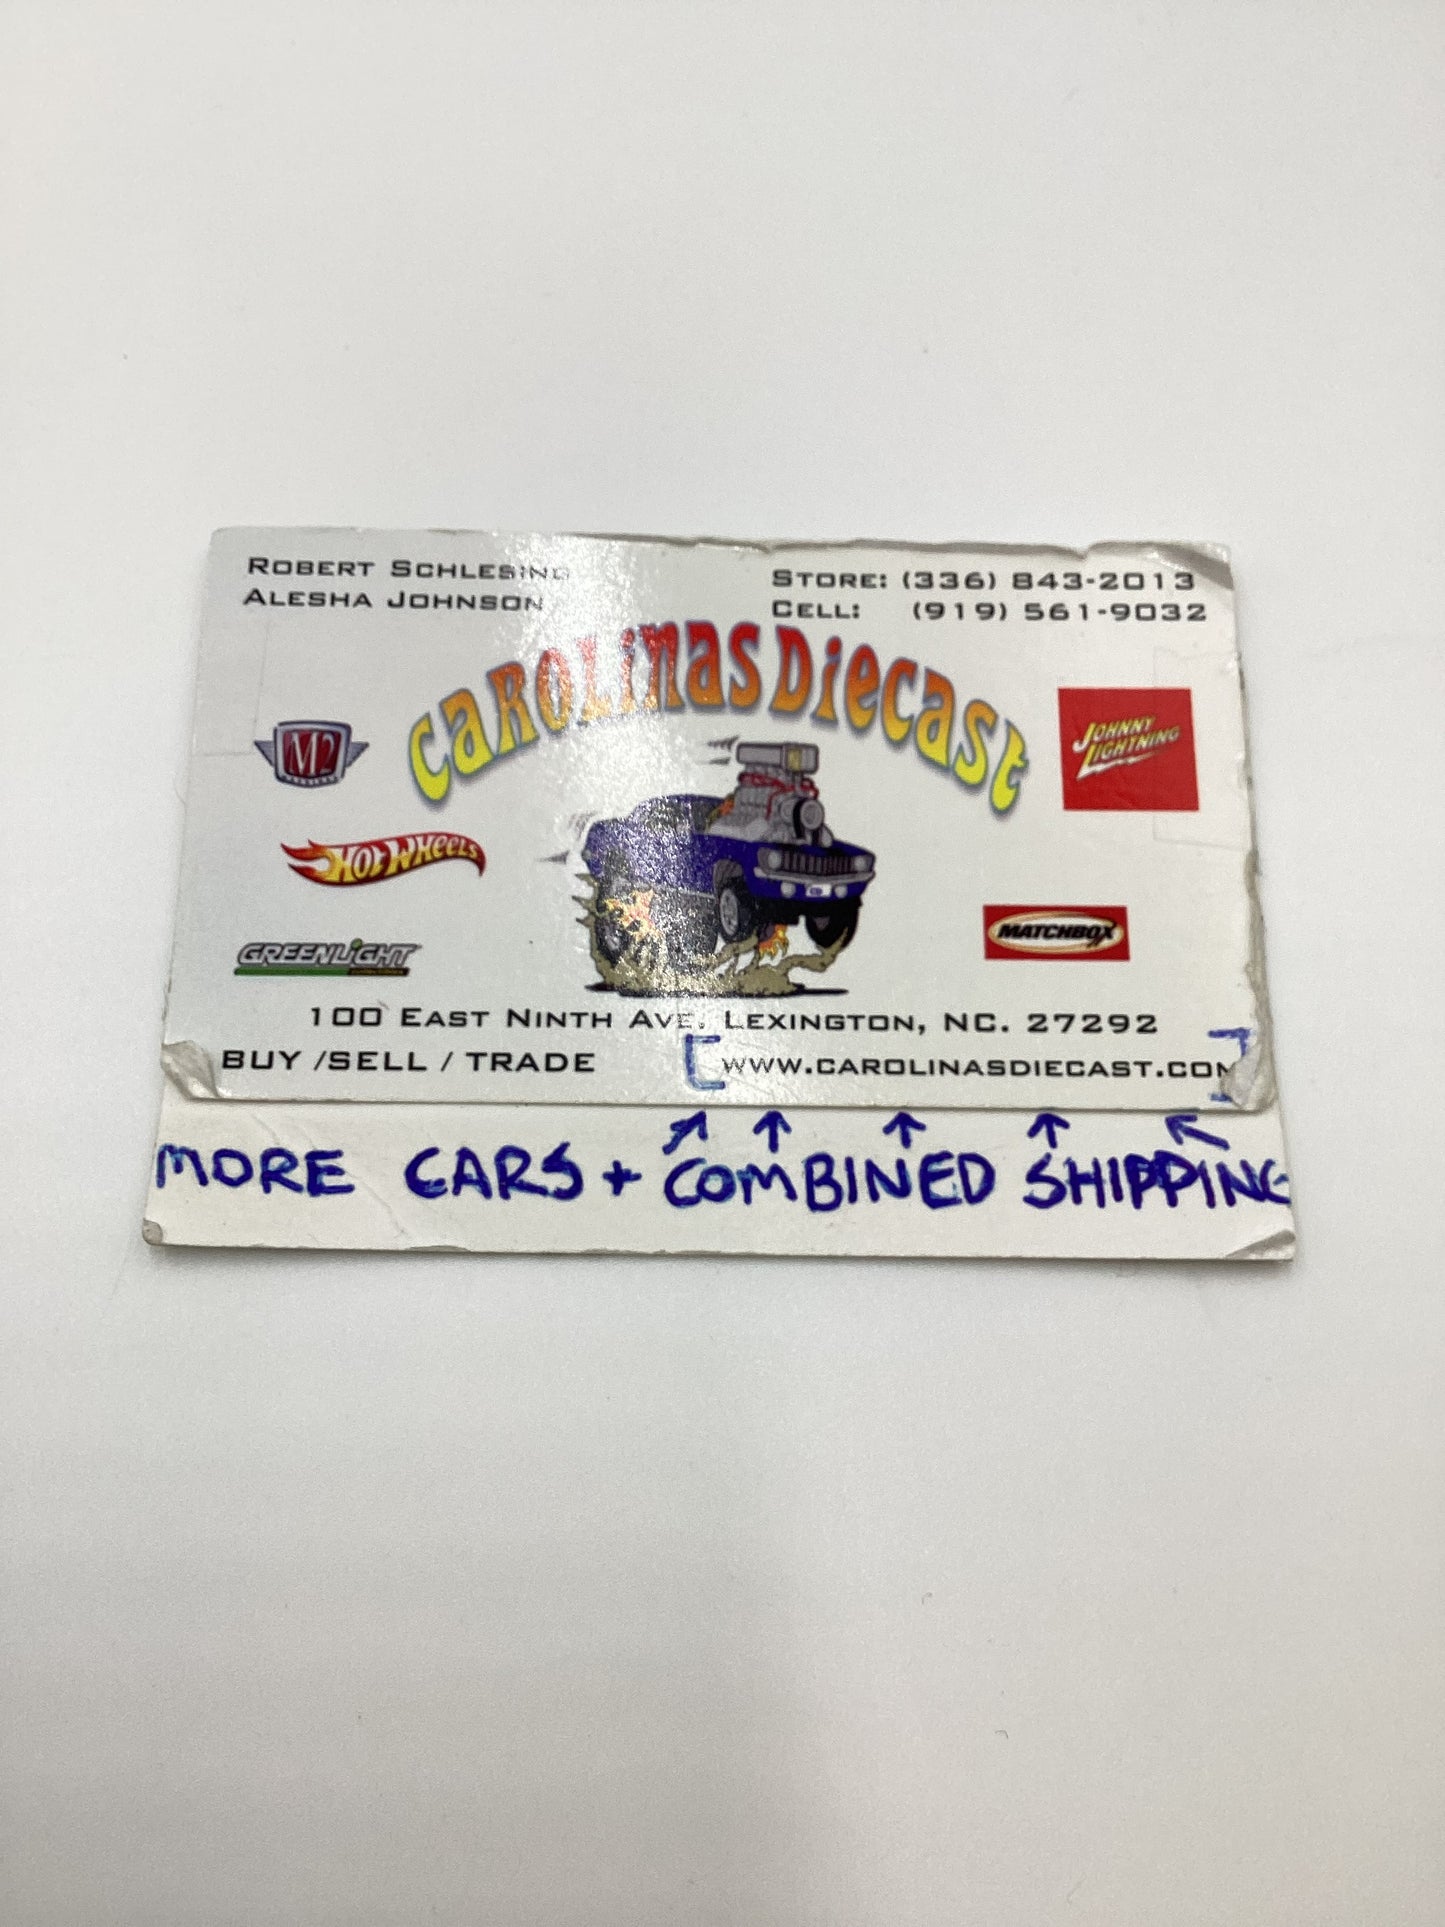 ROBERT SCHLESING
ALESHA JOHNSON
STORE: (336) 843-2013
CELL: (919) 561-9032
CAROLINAS DIECAST
M2
JOHNNY
LIGHTNING
HOT WHEELS
MATCHBOX
GREENLIGHT
100 EAST NINTH AVE. LEXINGTON, NC. 27292
BUY /SELL / TRADE [WWW.CAROLINASDIECAST.COM]
MORE CARS + COMBINED SHIPPING